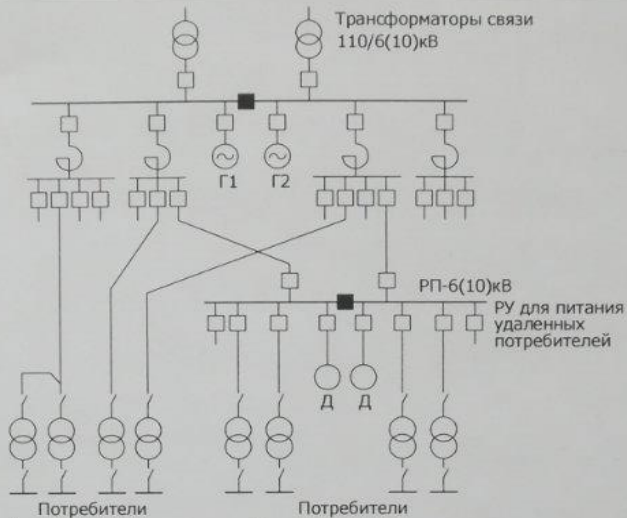 Трансформаторы связи
110/6(10)кВ
Г1
Г2
РП-6(10)кВ
РУ для питания
удаленных
потребителей
Д
Д
Потребители
Потребители